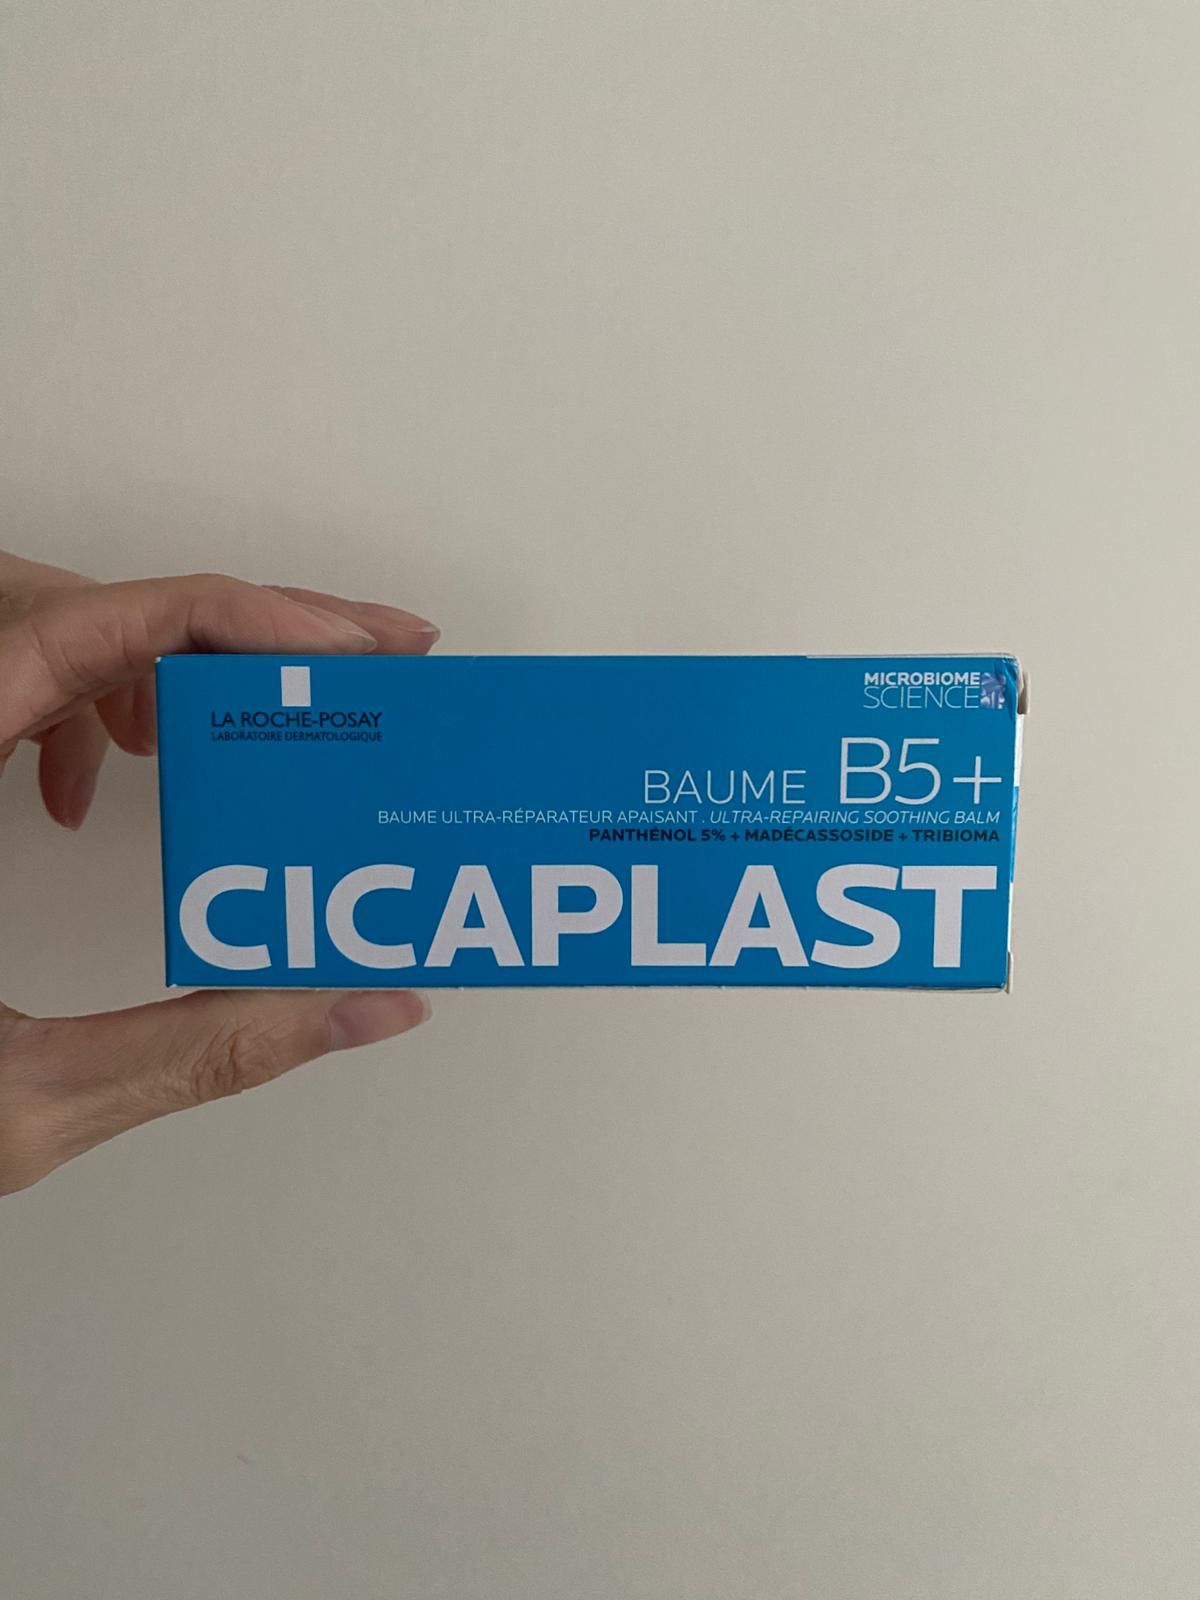 LA ROCHE-POSAY
LABORATOIRE DERMATOLOGIQUE
MICROBIOME
SCIENCE
BAUME B5+
BAUME ULTRA-RÉPARATEUR APAISANT . ULTRA-REPAIRING SOOTHING BALM
PANTHÉNOL 5% + MADÉCASSOSIDE + TRIBIOMA
CICAPLAST